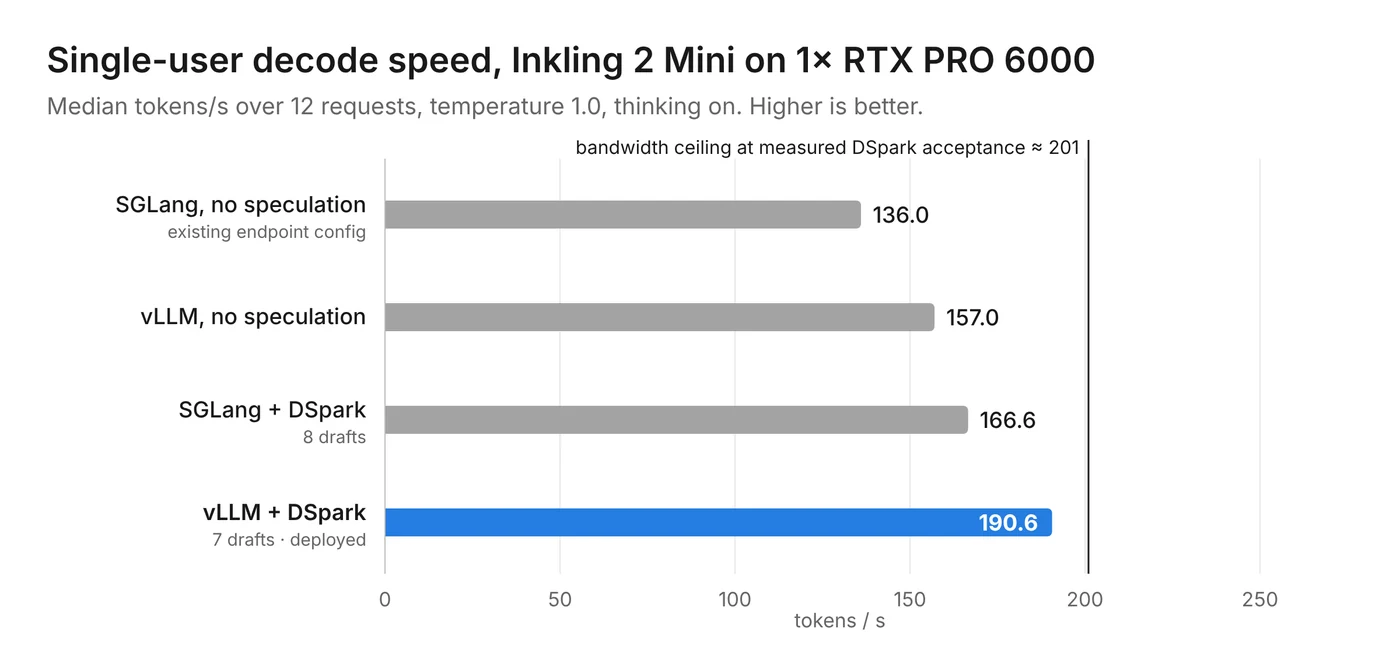 Single-user decode speed, Inkling 2 Mini on 1× RTX PRO 6000
Median tokens/s over 12 requests, temperature 1.0, thinking on. Higher is better.
bandwidth ceiling at measured DSpark acceptance ≈ 201
SGLang, no speculation
existing endpoint config
136.0
vLLM, no speculation
157.0
SGLang + DSpark
8 drafts
166.6
vLLM + DSpark
7 drafts · deployed
190.6
0 50 100 150 200 250
tokens / s